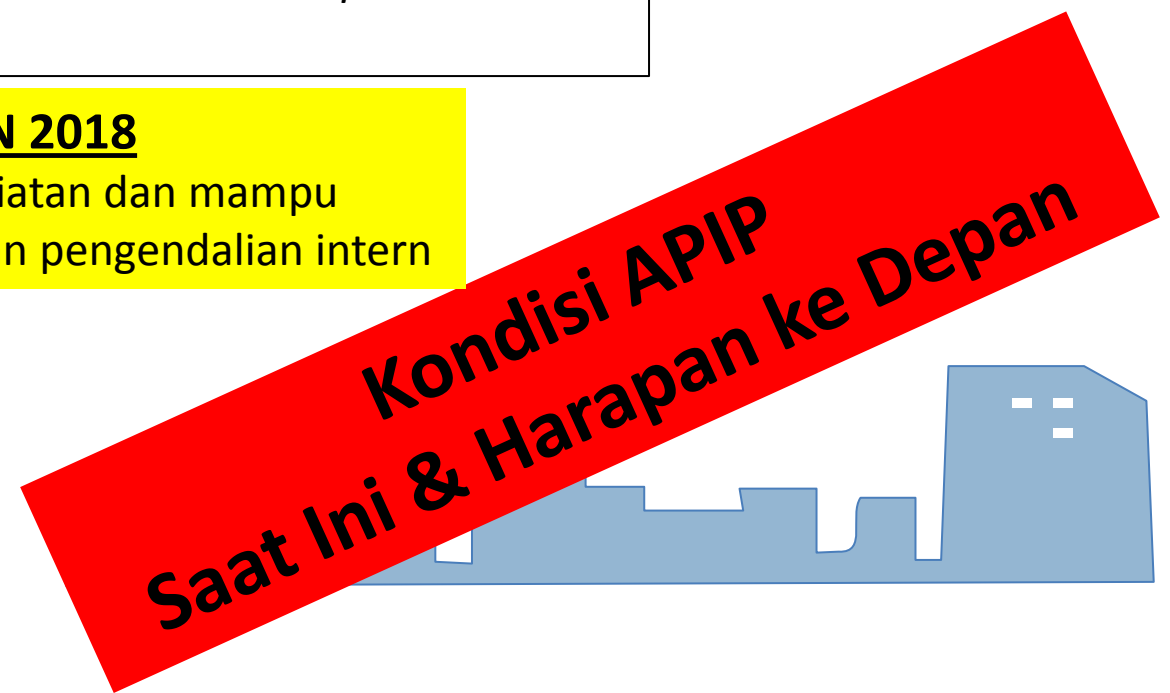 N 2018
iatan dan mampu
n pengendalian intern
Kondisi APIP
Saat Ini & Harapan ke Depan